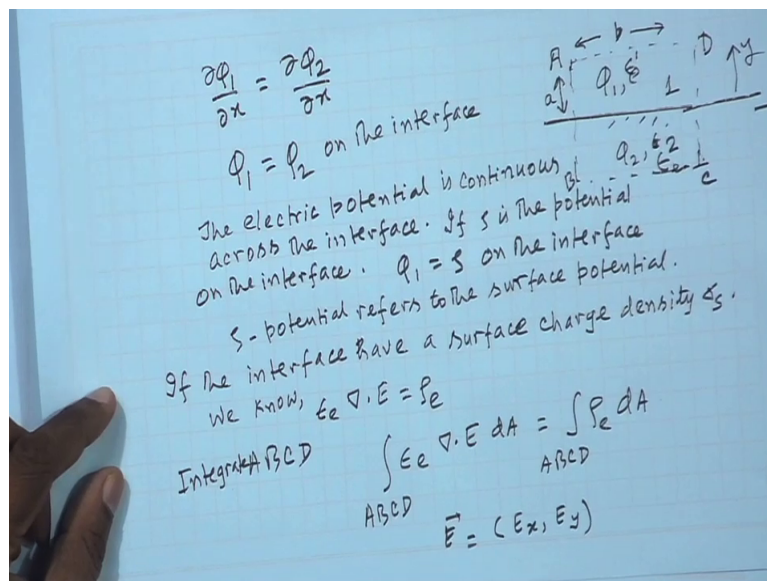 ∂φ₁/∂x = ∂φ₂/∂x
φ₁ = φ₂ on the interface
The electric potential is continuous
across the interface. If ζ is the potential
on the interface. φ₁ = ζ on the interface
ζ-potential refers to the surface potential.
If the interface have a surface charge density σₛ.
We know, εₑ ∇.E = ρₑ
Integrate ABCD ∫ εₑ ∇.E dA = ∫ ρₑ dA
ABCD ABCD
E⃗ = (Eₓ, Eᵧ)
← b →
A D
a φ₁, ε 1 y
φ₂, 2
B C